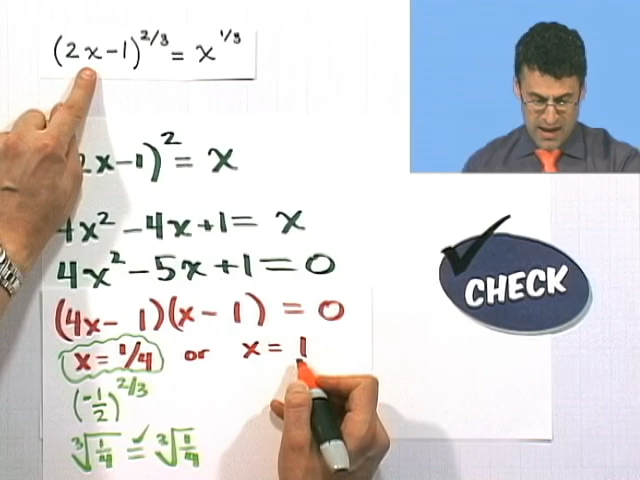 (2x-1)^{2/3} = x^{1/3}
2x-1)^2 = x
4x^2 - 4x + 1 = x
4x^2 - 5x + 1 = 0
(4x - 1)(x - 1) = 0
x = 1/4 or x = 1
(-1/2)^{2/3}
∛(1/4) = ∛(1/4)
✓ CHECK